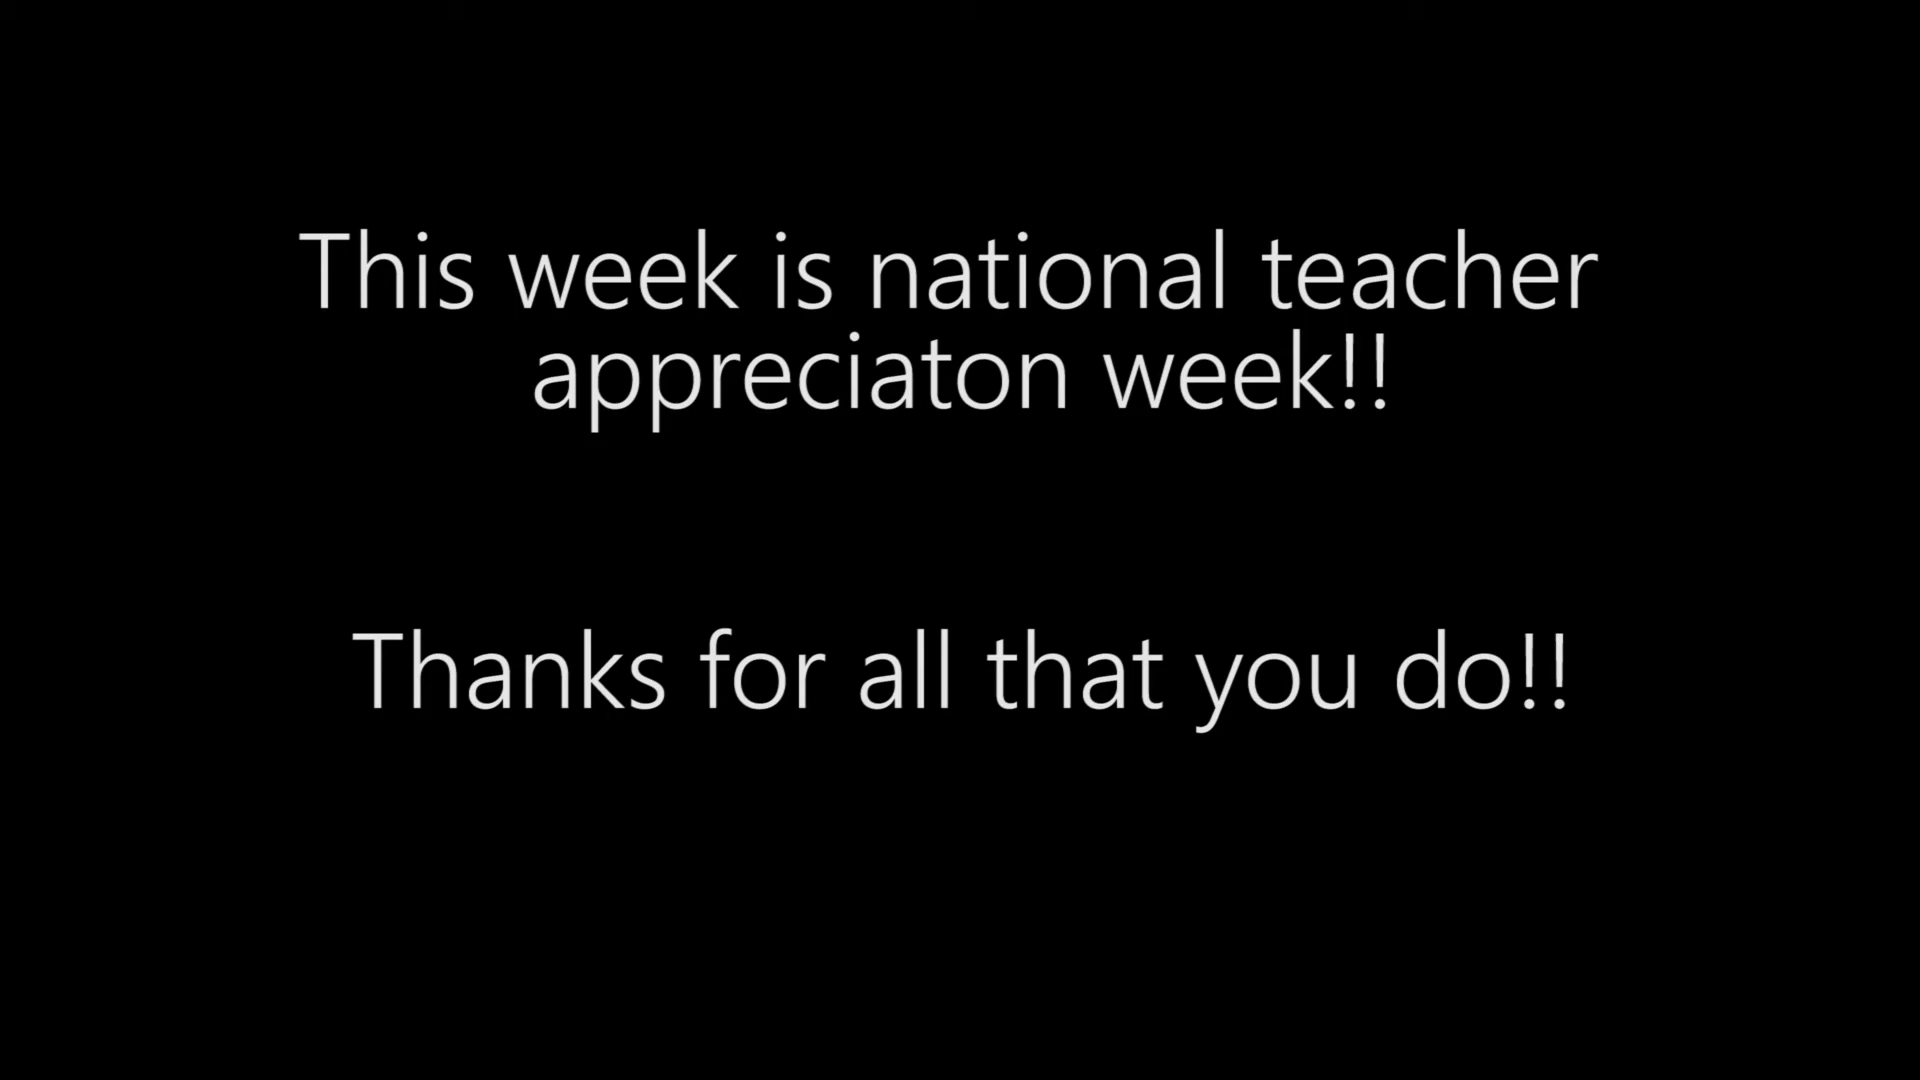 This week is national teacher
appreciaton week!!
Thanks for all that you do!!